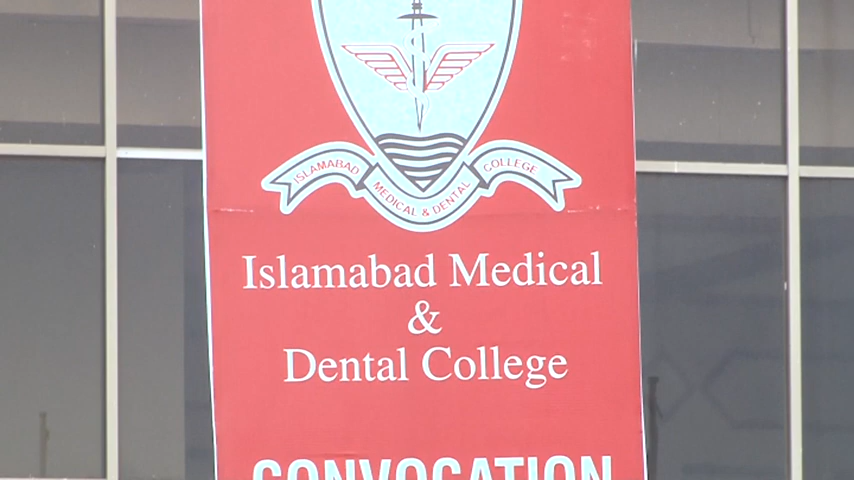 ISLAMABAD MEDICAL & DENTAL COLLEGE
Islamabad Medical
&
Dental College
CONVOCATION